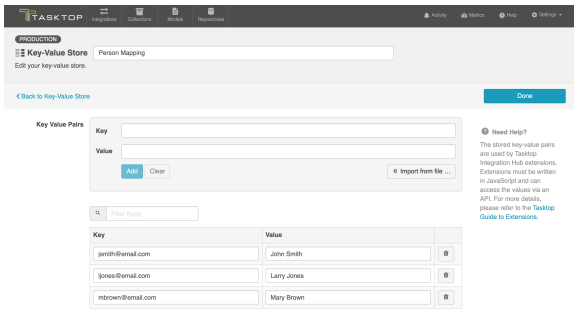 TASKTOP
Integrations Collections Models Repositories
Activity Metrics Help Settings
PRODUCTION
Key-Value Store Person Mapping
Edit your key-value store.
Back to Key-Value Store
Done
Key Value Pairs
Key
Value
Add Clear
Import from file ...
Need Help?
The stored key-value pairs
are used by Tasktop
Integration Hub extensions.
Extensions must be written
in JavaScript and can
access the values via an
API. For more details,
please refer to the Tasktop
Guide to Extensions.
Filter Keys
Key Value
jsmith@email.com John Smith
ljones@email.com Larry Jones
mbrown@email.com Mary Brown